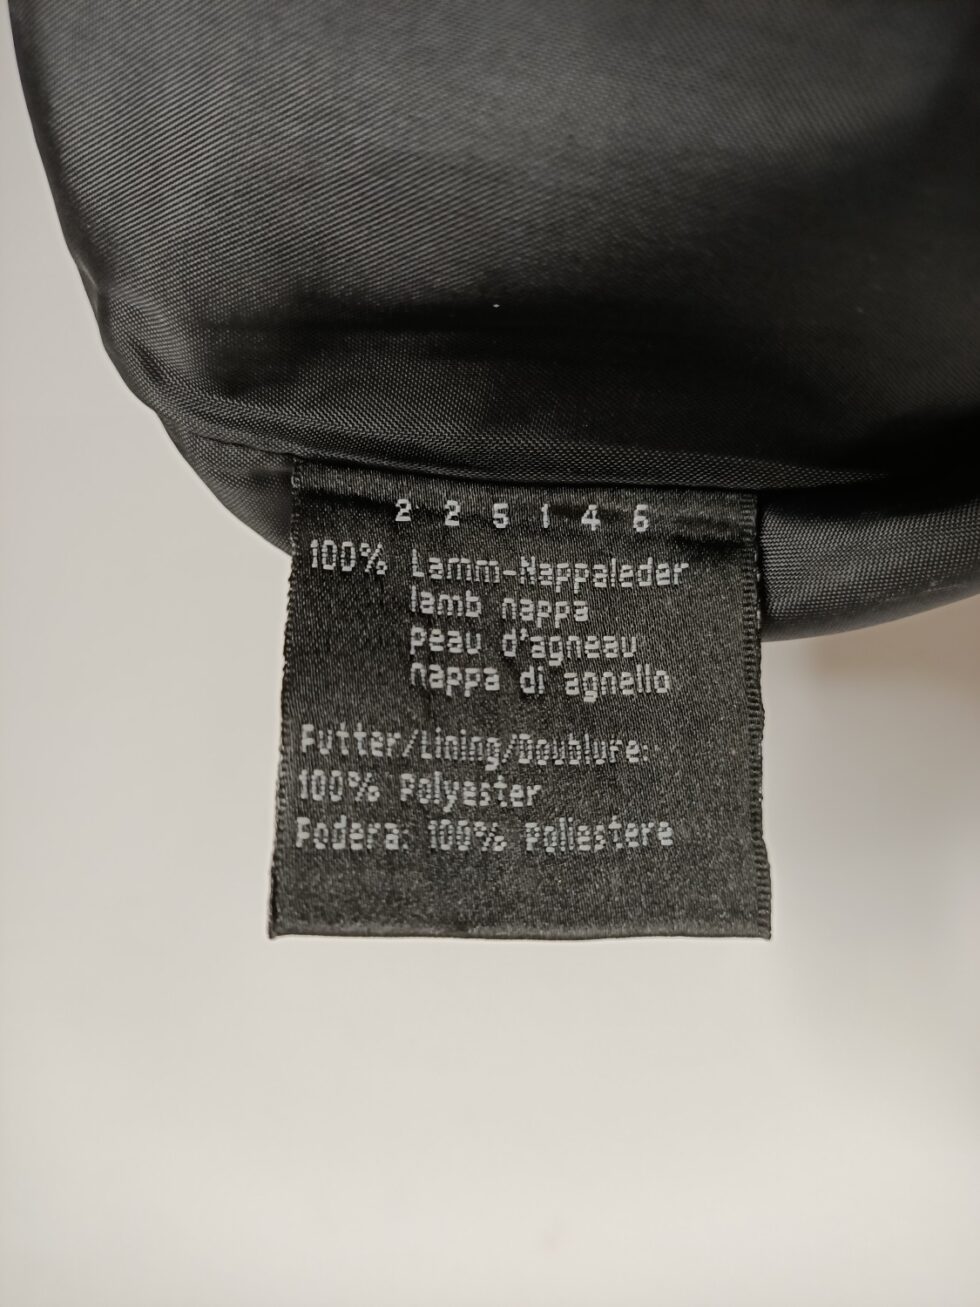 2 2 5 1 4 6
100% Lamm-Nappaleder
lamb nappa
peau d'agneau
nappa di agnello
Futter/Lining/Doublure:
100% Polyester
Fodera: 100% Poliestere